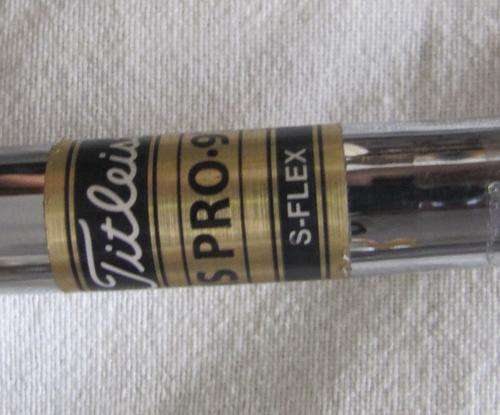 Titleis
S PRO·9
S-FLEX